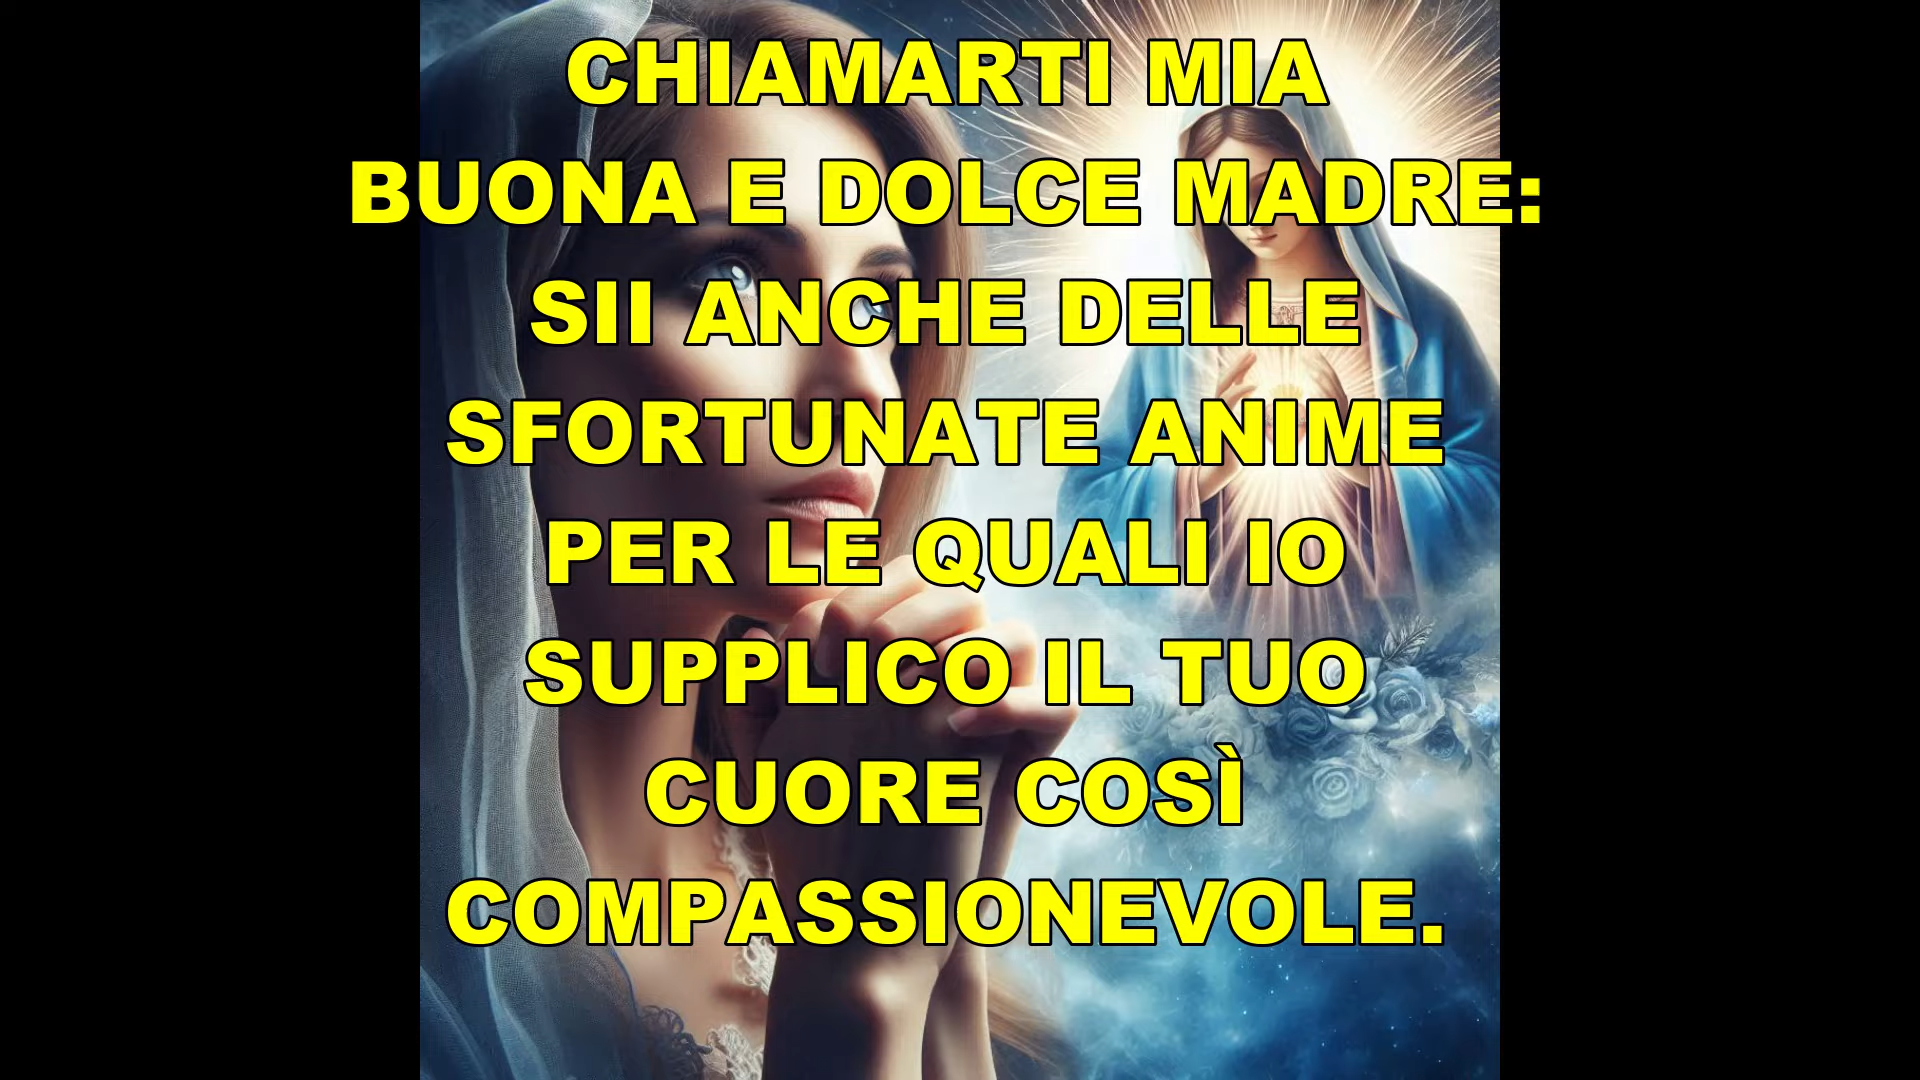 CHIAMARTI MIA
BUONA E DOLCE MADRE:
SII ANCHE DELLE
SFORTUNATE ANIME
PER LE QUALI IO
SUPPLICO IL TUO
CUORE COSÌ
COMPASSIONEVOLE.